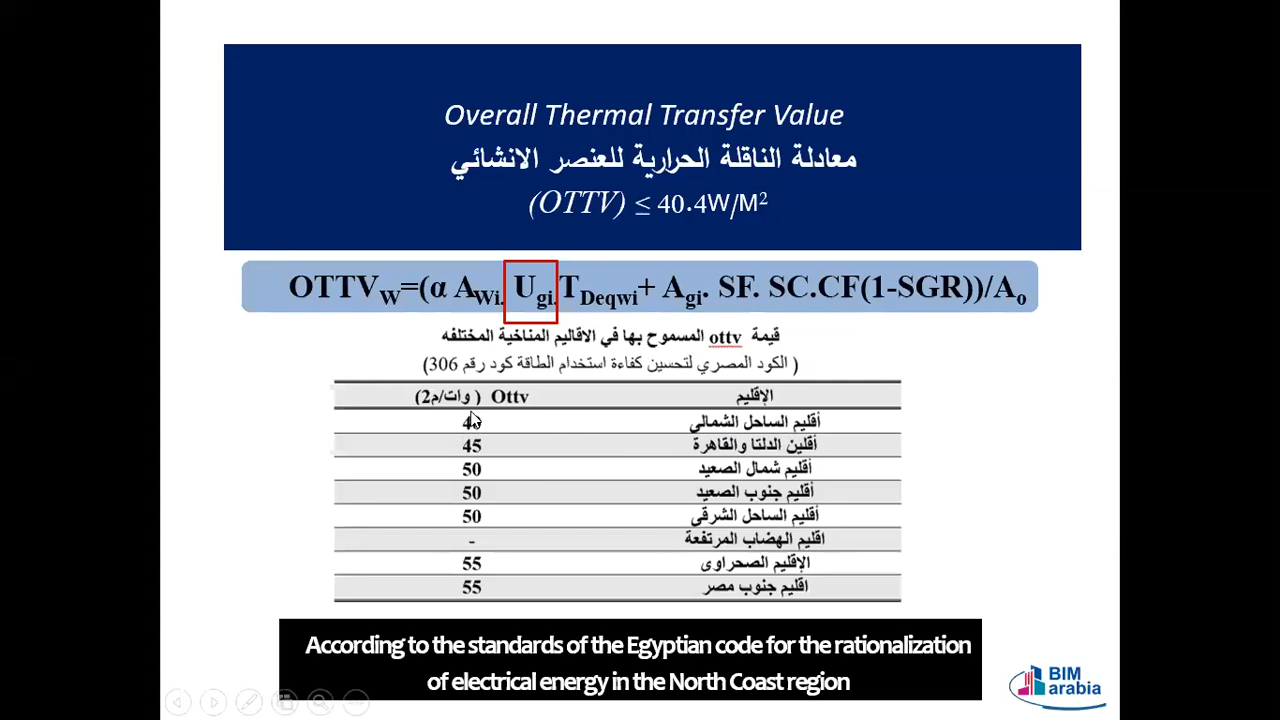 Overall Thermal Transfer Value
معادلة الناقلة الحرارية للعنصر الانشائي
(OTTV) ≤ 40.4W/M²
OTTVW=(α AWi. Ugi.TDeqwi+ Agi. SF. SC.CF(1-SGR))/Ao
قيمة ottv المسموح بها في الاقاليم المناخية المختلفه
( الكود المصري لتحسين كفاءة استخدام الطاقة كود رقم 306)
الإقليم Ottv ( وات/م2)
أقليم الساحل الشمالى
أقلين الدلتا والقاهرة 45
أقليم شمال الصعيد 50
أقليم جنوب الصعيد 50
أقليم الساحل الشرقى 50
اقليم الهضاب المرتفعة -
الإقليم الصحراوى 55
اقليم جنوب مصر 55
According to the standards of the Egyptian code for the rationalization
of electrical energy in the North Coast region
BIM
arabia